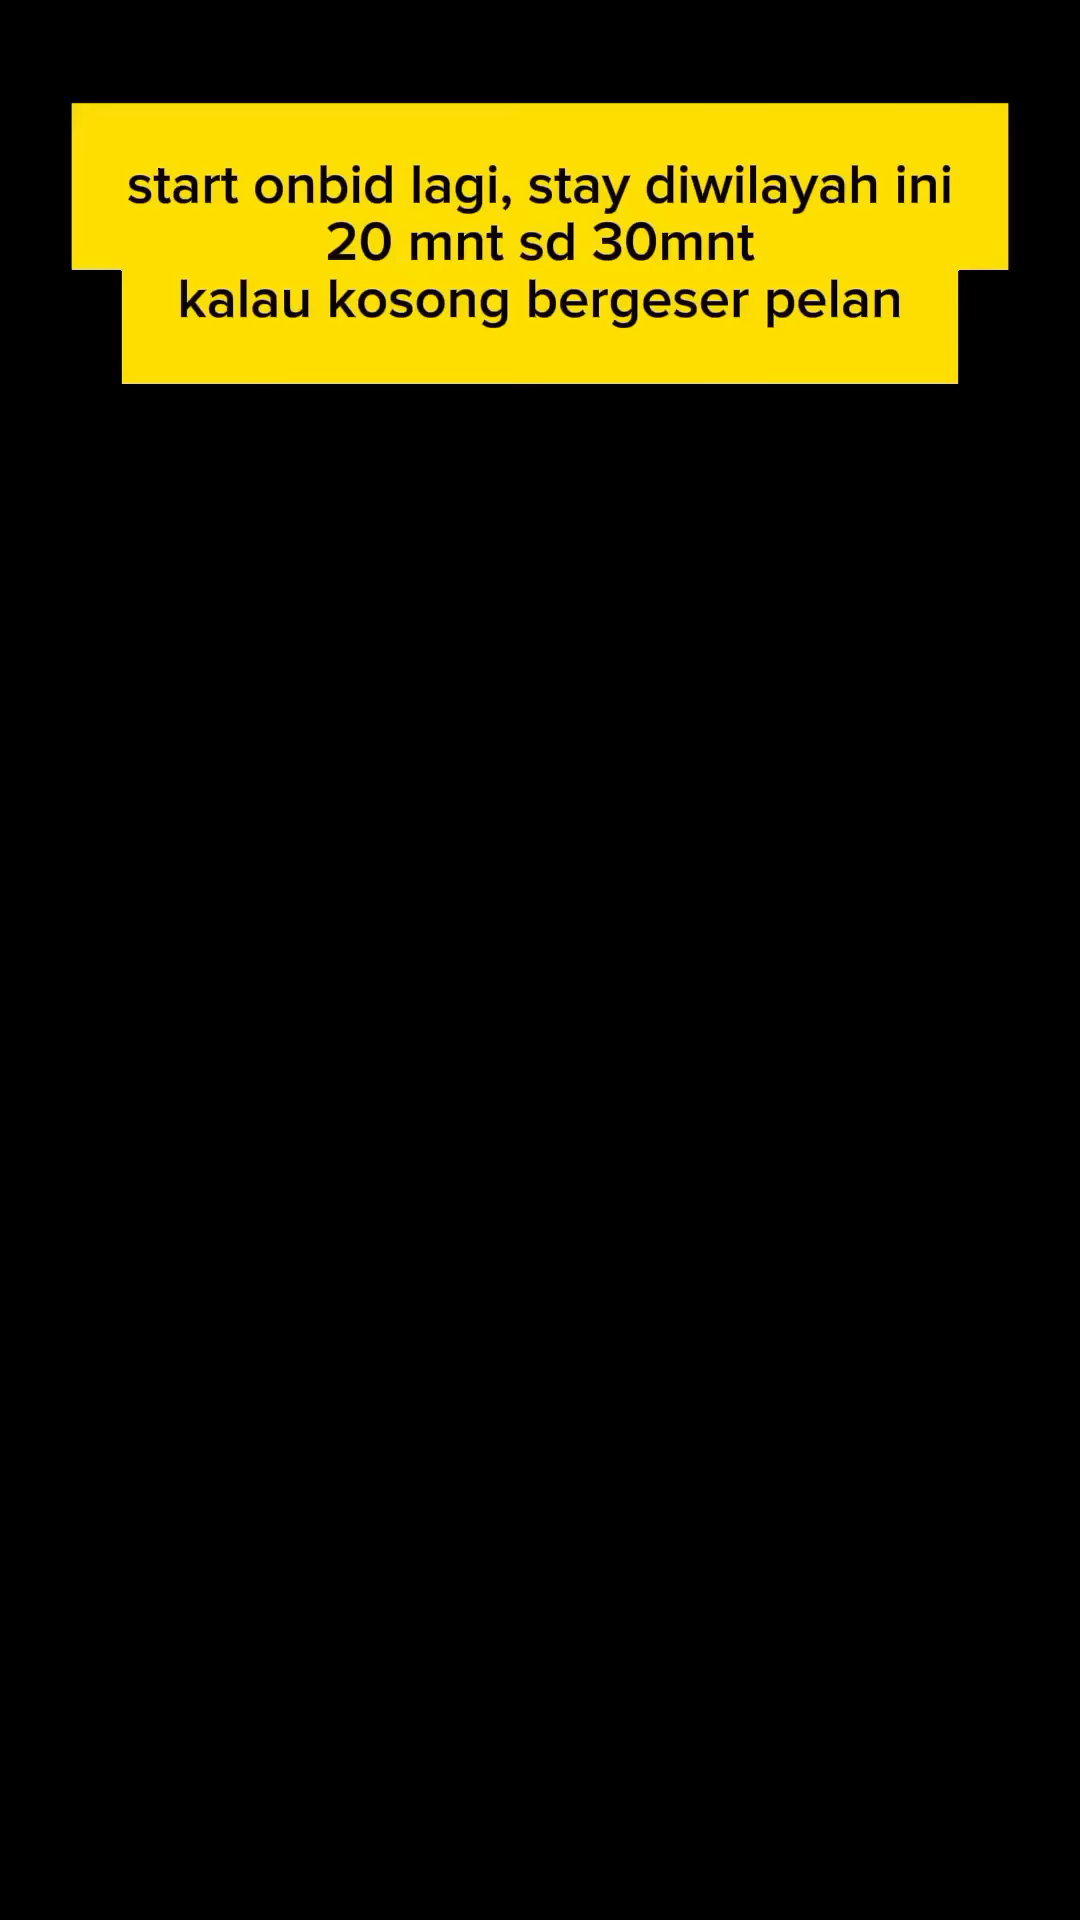 start onbid lagi, stay diwilayah ini
20 mnt sd 30mnt
kalau kosong bergeser pelan